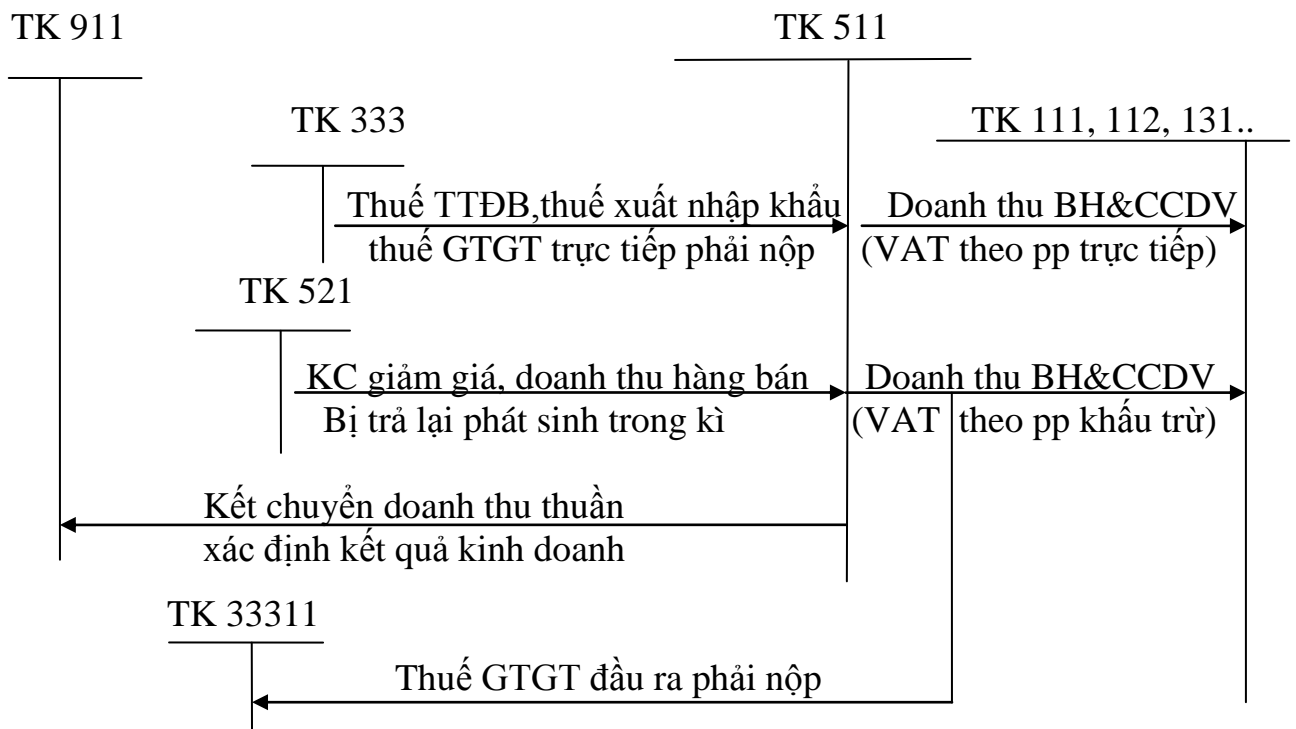 TK 911
TK 511
TK 333
TK 111, 112, 131..
Thuế TTĐB,thuế xuất nhập khẩu
thuế GTGT trực tiếp phải nộp
Doanh thu BH&CCDV
(VAT theo pp trực tiếp)
TK 521
KC giảm giá, doanh thu hàng bán
Bị trả lại phát sinh trong kì
Doanh thu BH&CCDV
(VAT theo pp khấu trừ)
Kết chuyển doanh thu thuần
xác định kết quả kinh doanh
TK 33311
Thuế GTGT đầu ra phải nộp